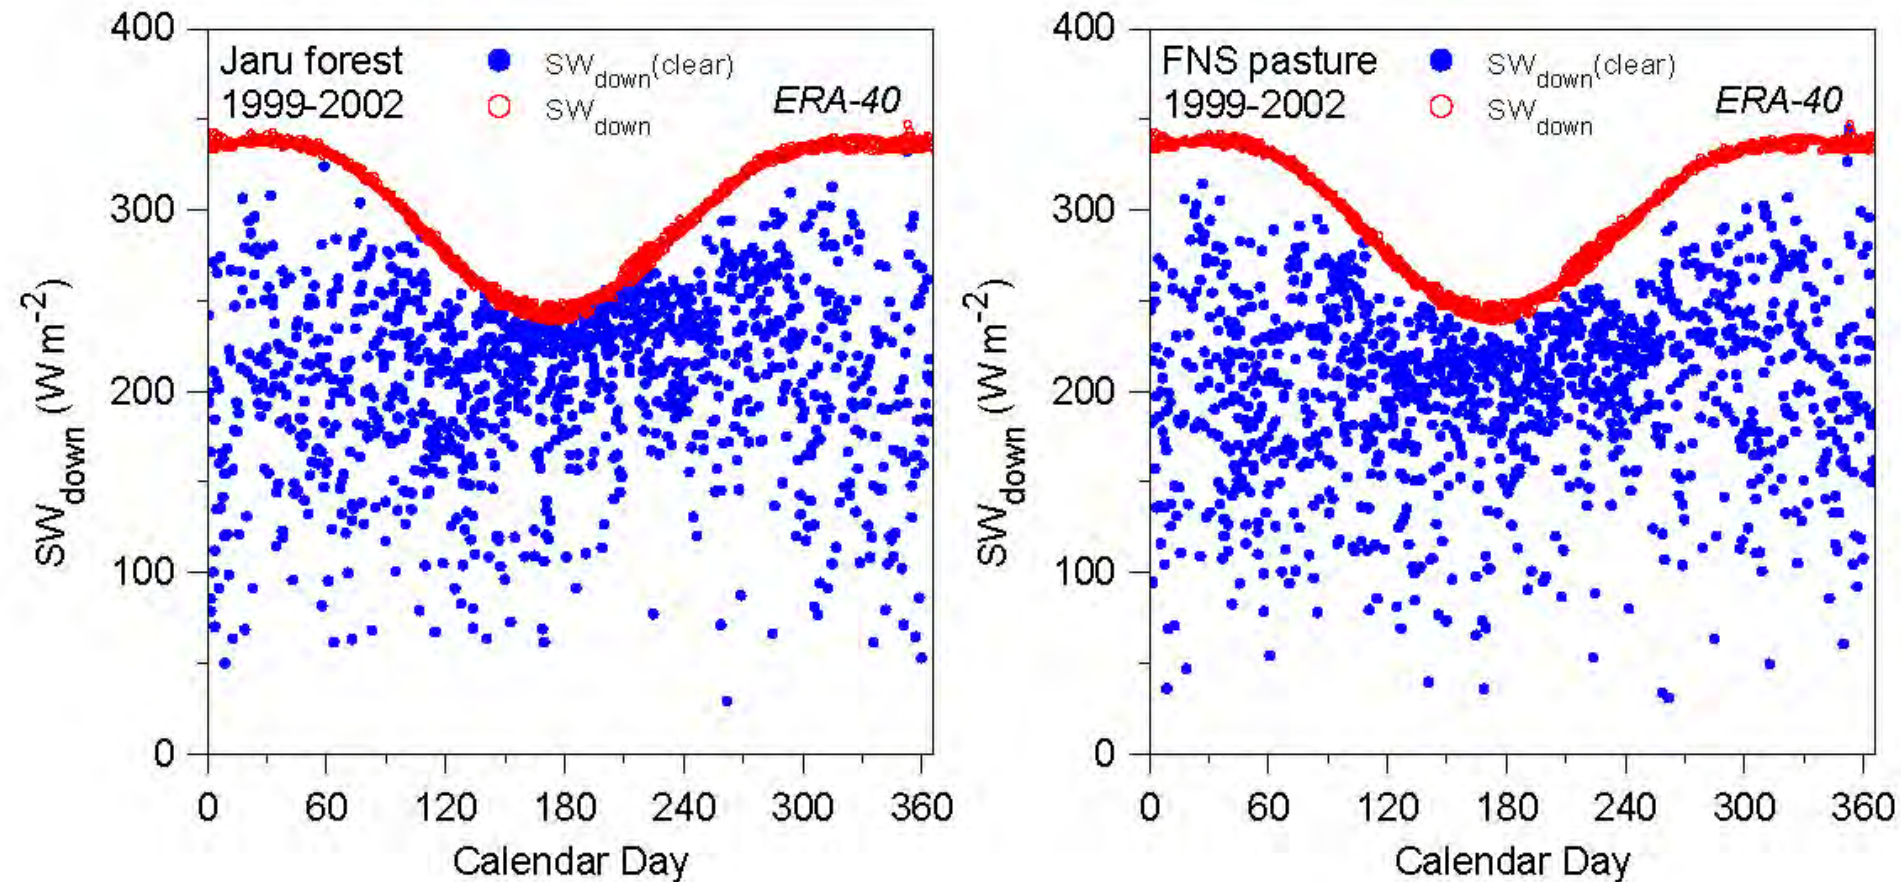 400
300
200
100
0
SWdown (W m−2)
Jaru forest
1999-2002
SWdown(clear)
SWdown
ERA-40
0 60 120 180 240 300 360
Calendar Day
400
300
200
100
0
SWdown (W m−2)
FNS pasture
1999-2002
SWdown(clear)
SWdown
ERA-40
0 60 120 180 240 300 360
Calendar Day